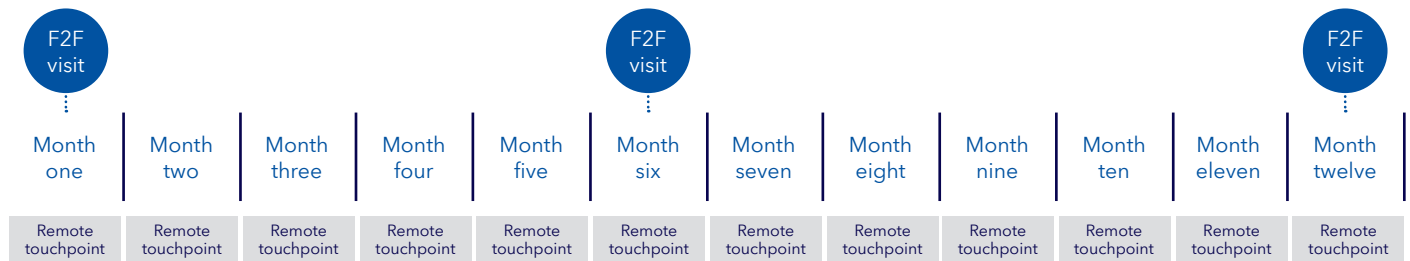 F2F
visit
F2F
visit
F2F
visit
Month
one
Month
two
Month
three
Month
four
Month
five
Month
six
Month
seven
Month
eight
Month
nine
Month
ten
Month
eleven
Month
twelve
Remote
touchpoint
Remote
touchpoint
Remote
touchpoint
Remote
touchpoint
Remote
touchpoint
Remote
touchpoint
Remote
touchpoint
Remote
touchpoint
Remote
touchpoint
Remote
touchpoint
Remote
touchpoint
Remote
touchpoint